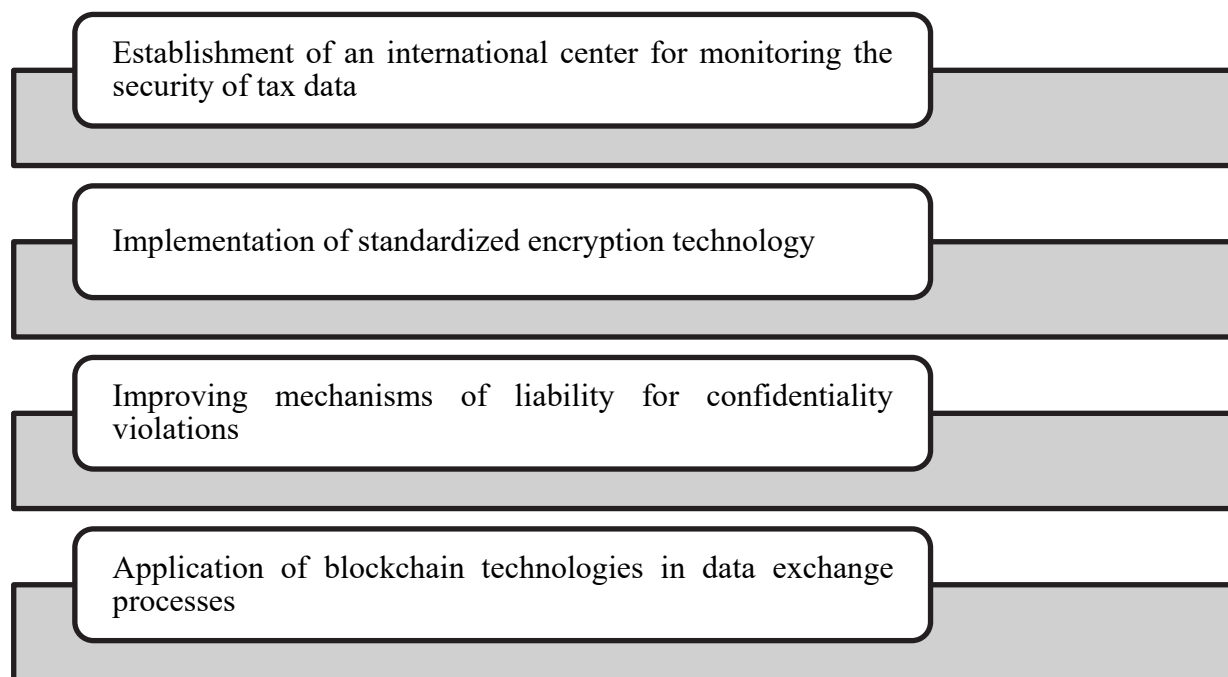 Establishment of an international center for monitoring the
security of tax data
Implementation of standardized encryption technology
Improving mechanisms of liability for confidentiality
violations
Application of blockchain technologies in data exchange
processes